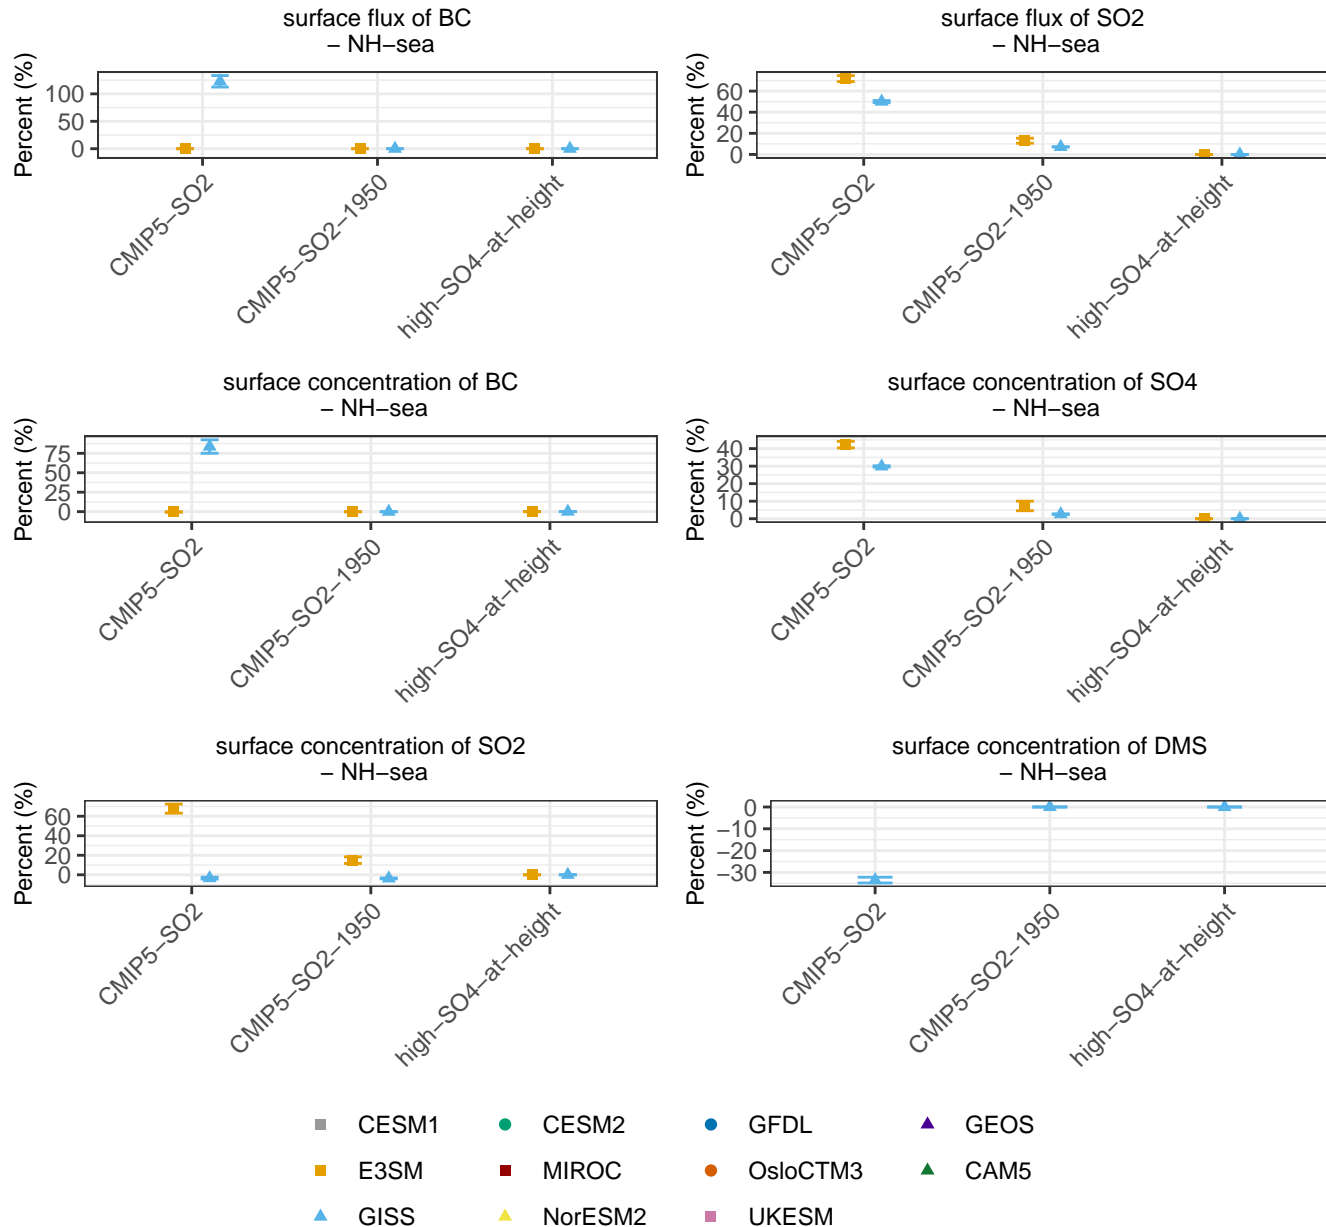 surface flux of BC
− NH−sea
Percent (%)
100
50
0
CMIP5−SO2
CMIP5−SO2−1950
high−SO4−at−height
surface flux of SO2
− NH−sea
Percent (%)
60
40
20
0
CMIP5−SO2
CMIP5−SO2−1950
high−SO4−at−height
surface concentration of BC
− NH−sea
Percent (%)
75
50
25
0
CMIP5−SO2
CMIP5−SO2−1950
high−SO4−at−height
surface concentration of SO4
− NH−sea
Percent (%)
40
30
20
10
0
CMIP5−SO2
CMIP5−SO2−1950
high−SO4−at−height
surface concentration of SO2
− NH−sea
Percent (%)
60
40
20
0
CMIP5−SO2
CMIP5−SO2−1950
high−SO4−at−height
surface concentration of DMS
− NH−sea
Percent (%)
0
−10
−20
−30
CMIP5−SO2
CMIP5−SO2−1950
high−SO4−at−height
CESM1 CESM2 GFDL GEOS
E3SM MIROC OsloCTM3 CAM5
GISS NorESM2 UKESM